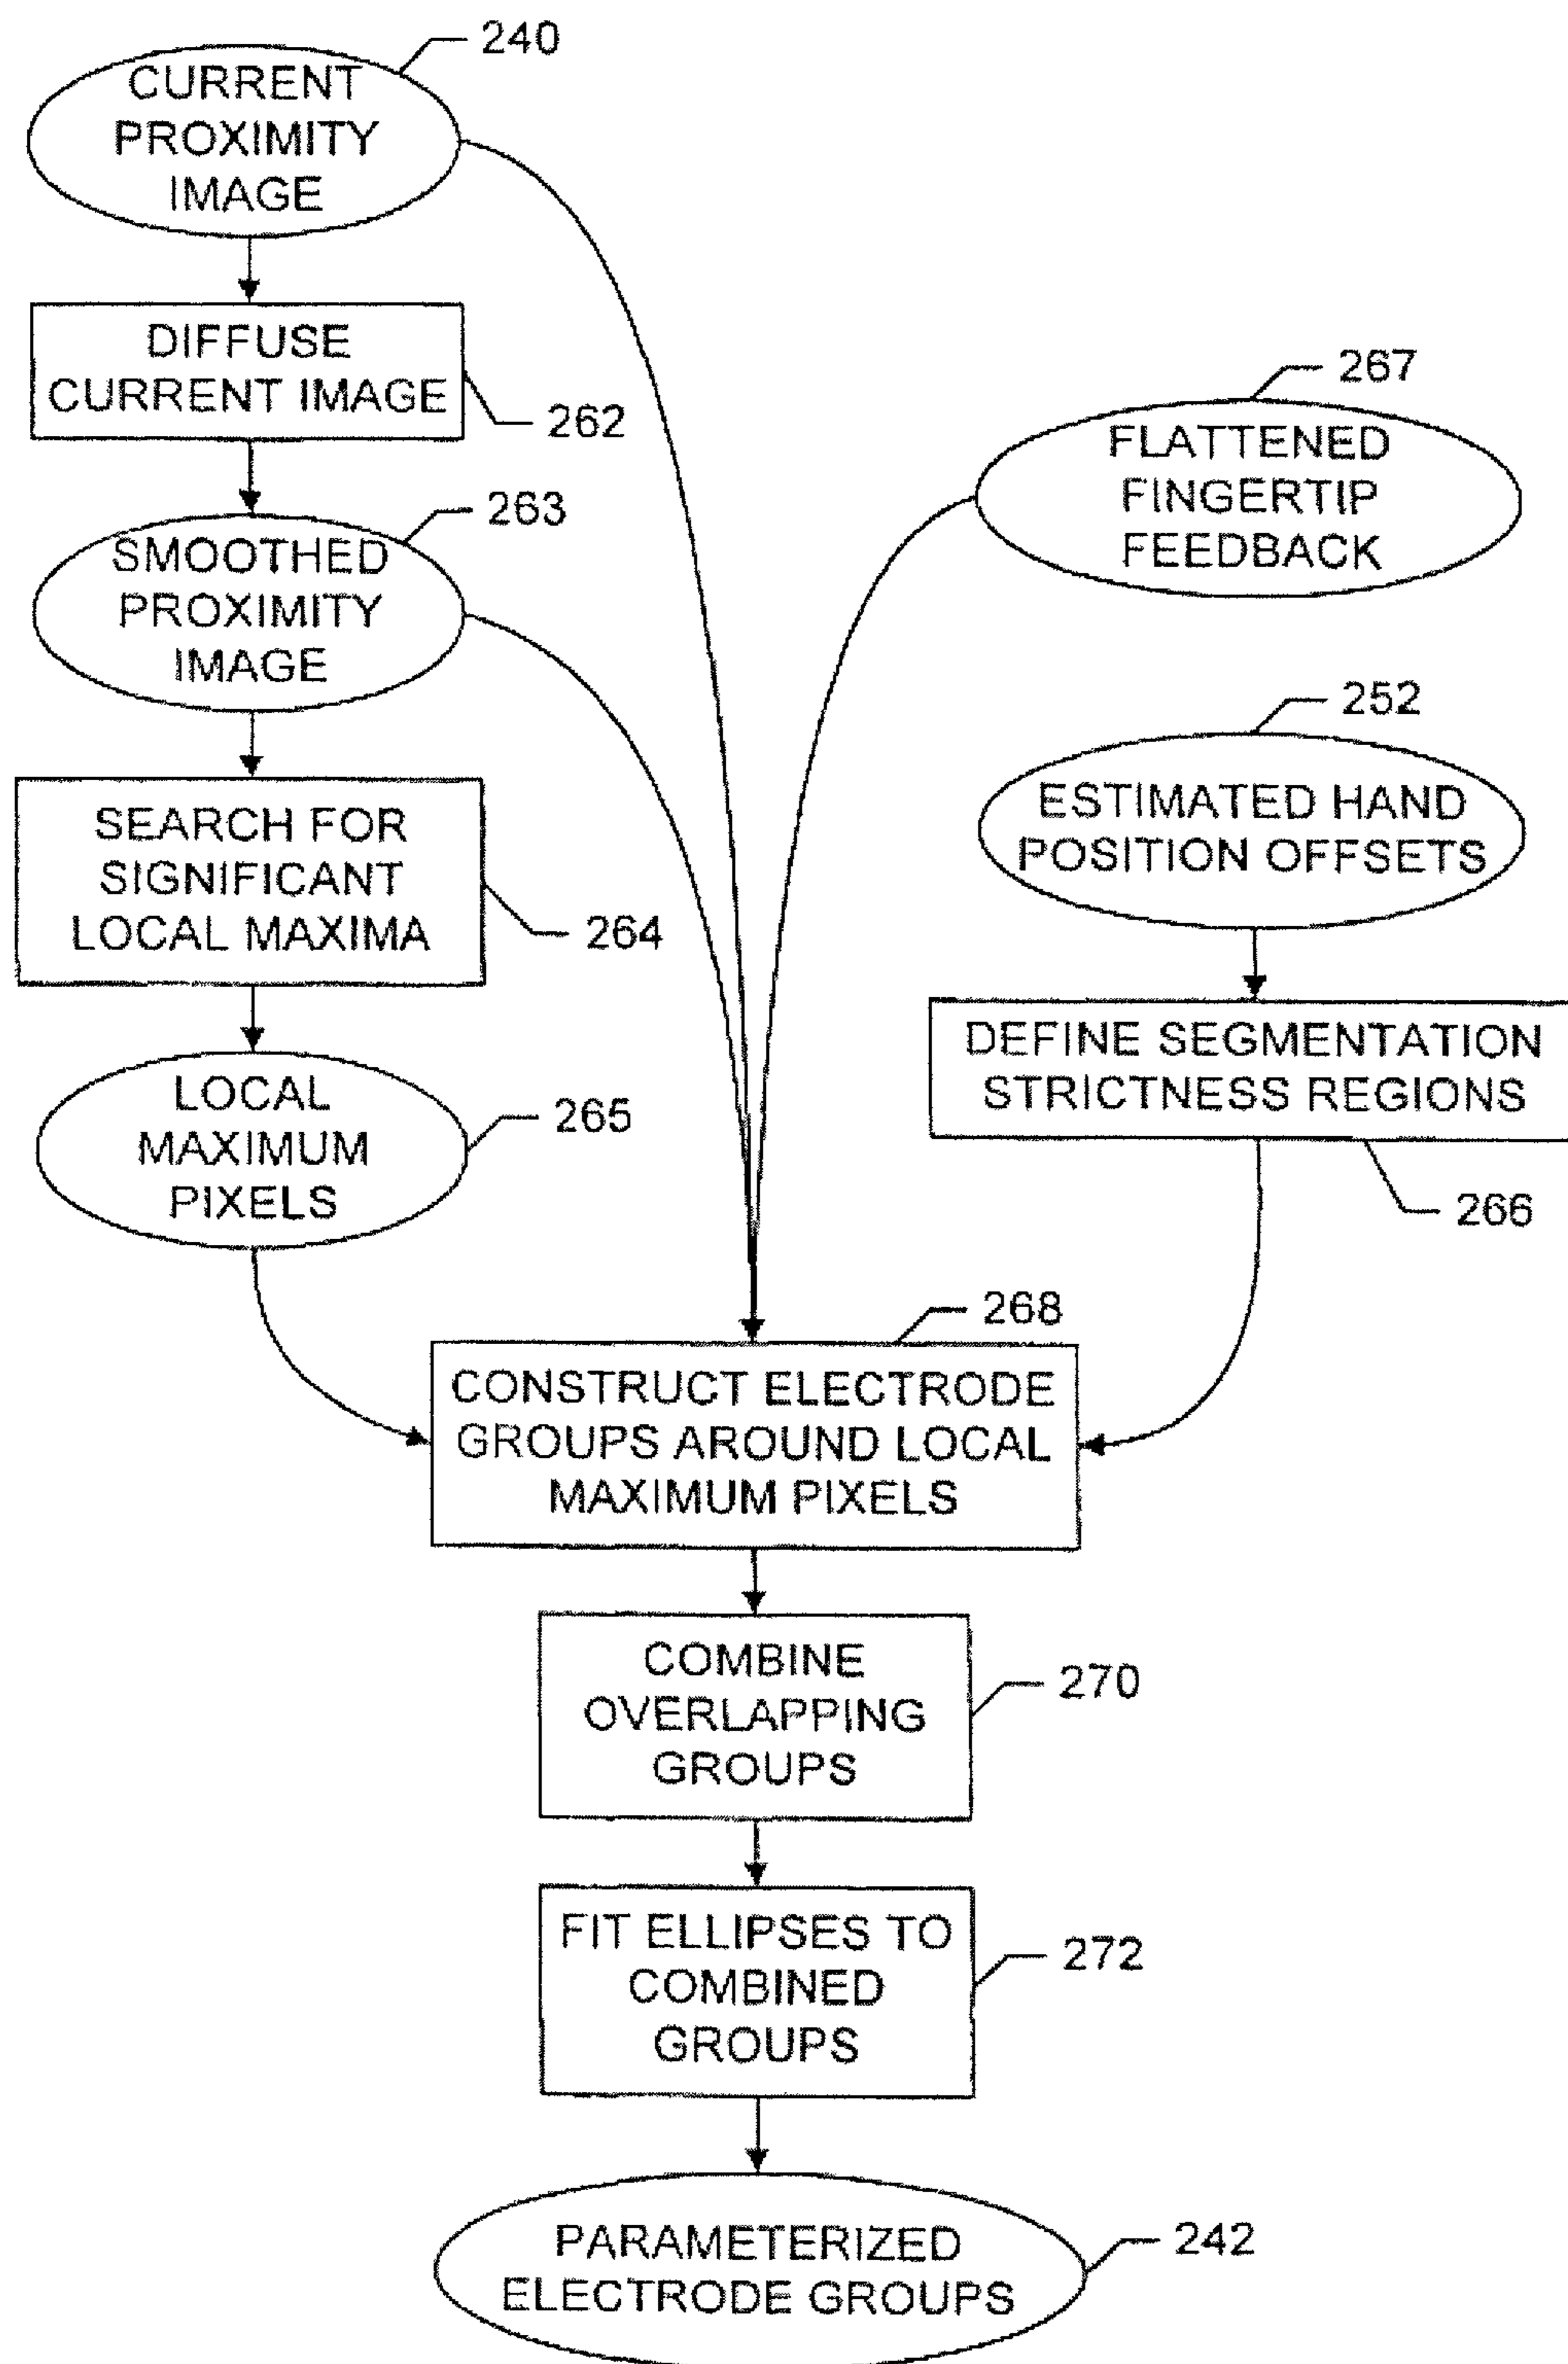 240
CURRENT
PROXIMITY
IMAGE
DIFFUSE
CURRENT IMAGE
262
267
FLATTENED
FINGERTIP
FEEDBACK
263
SMOOTHED
PROXIMITY
IMAGE
252
ESTIMATED HAND
POSITION OFFSETS
SEARCH FOR
SIGNIFICANT
LOCAL MAXIMA
264
DEFINE SEGMENTATION
STRICTNESS REGIONS
266
LOCAL
MAXIMUM
PIXELS
265
268
CONSTRUCT ELECTRODE
GROUPS AROUND LOCAL
MAXIMUM PIXELS
COMBINE
OVERLAPPING
GROUPS
270
FIT ELLIPSES TO
COMBINED
GROUPS
272
PARAMETERIZED
ELECTRODE GROUPS
242